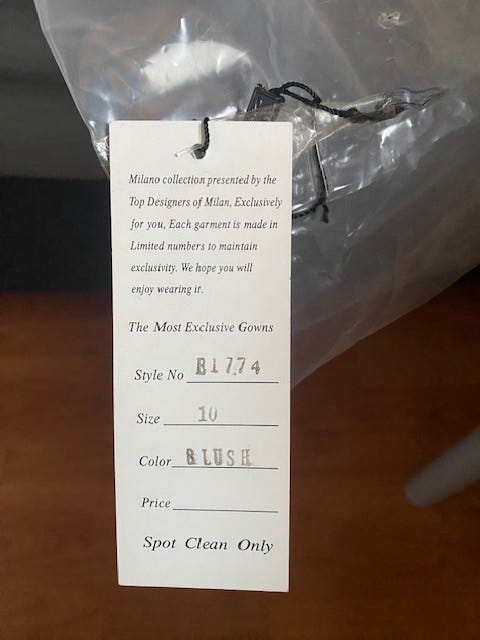 Milano collection presented by the
Top Designers of Milan, Exclusively
for you, Each garment is made in
Limited numbers to maintain
exclusivity. We hope you will
enjoy wearing it.
The Most Exclusive Gowns
Style No B1774
Size 10
Color BLUSH
Price
Spot Clean Only